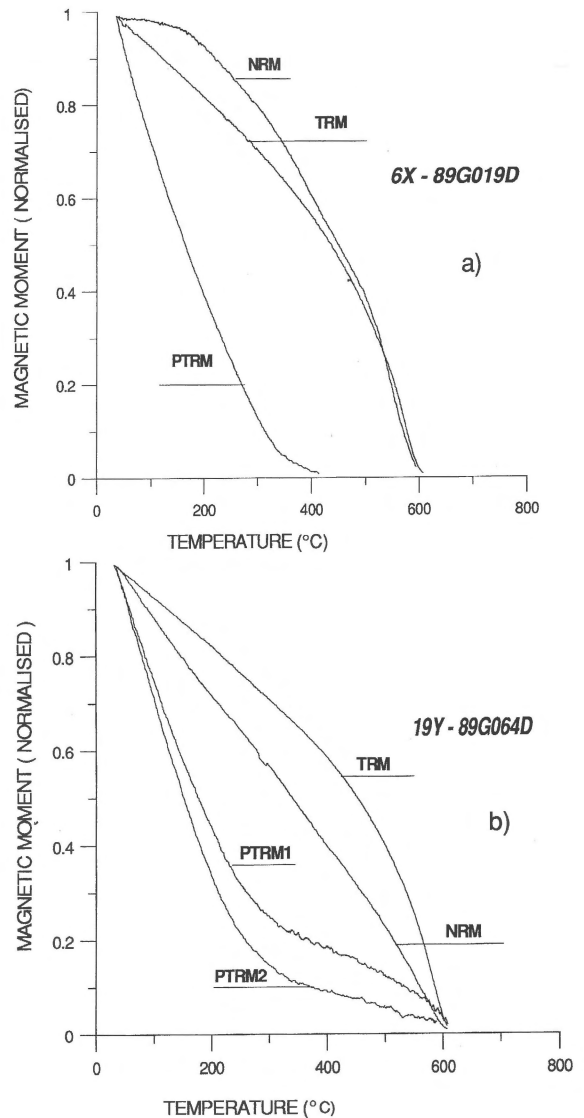 1
NRM
0.8
TRM
MAGNETIC MOMENT ( NORMALISED)
6X - 89G019D
0.6
a)
0.4
PTRM
0.2
0
0 200 400 600 800
TEMPERATURE (°C)
1
0.8
MAGNETIC MOMENT (NORMALISED )
19Y - 89G064D
0.6
TRM
b)
0.4
PTRM1
0.2
NRM
PTRM2
0
0 200 400 600 800
TEMPERATURE (°C)